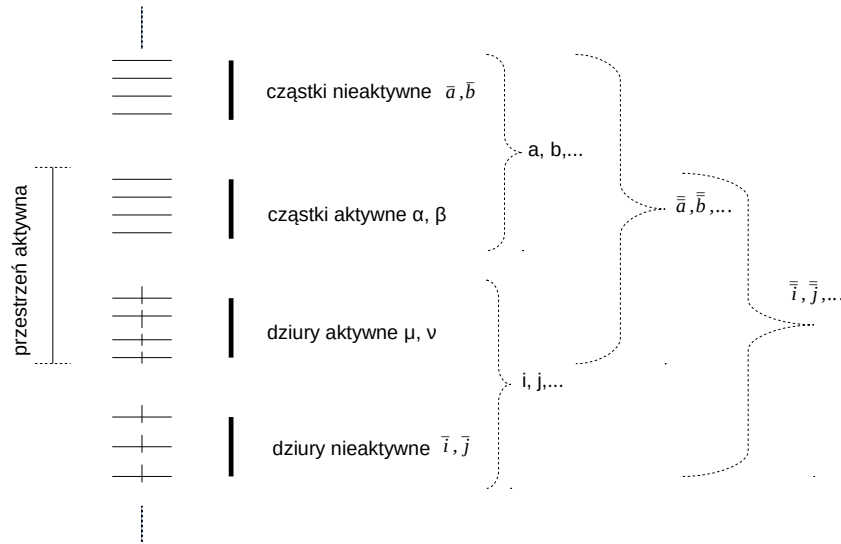 cząstki nieaktywne a̅ ,b̅
a, b,...
przestrzeń aktywna
cząstki aktywne α, β
a̿ ,b̿ ,...
i̿ , j̿ ,...
dziury aktywne μ, ν
i, j,...
dziury nieaktywne i̅ , j̅